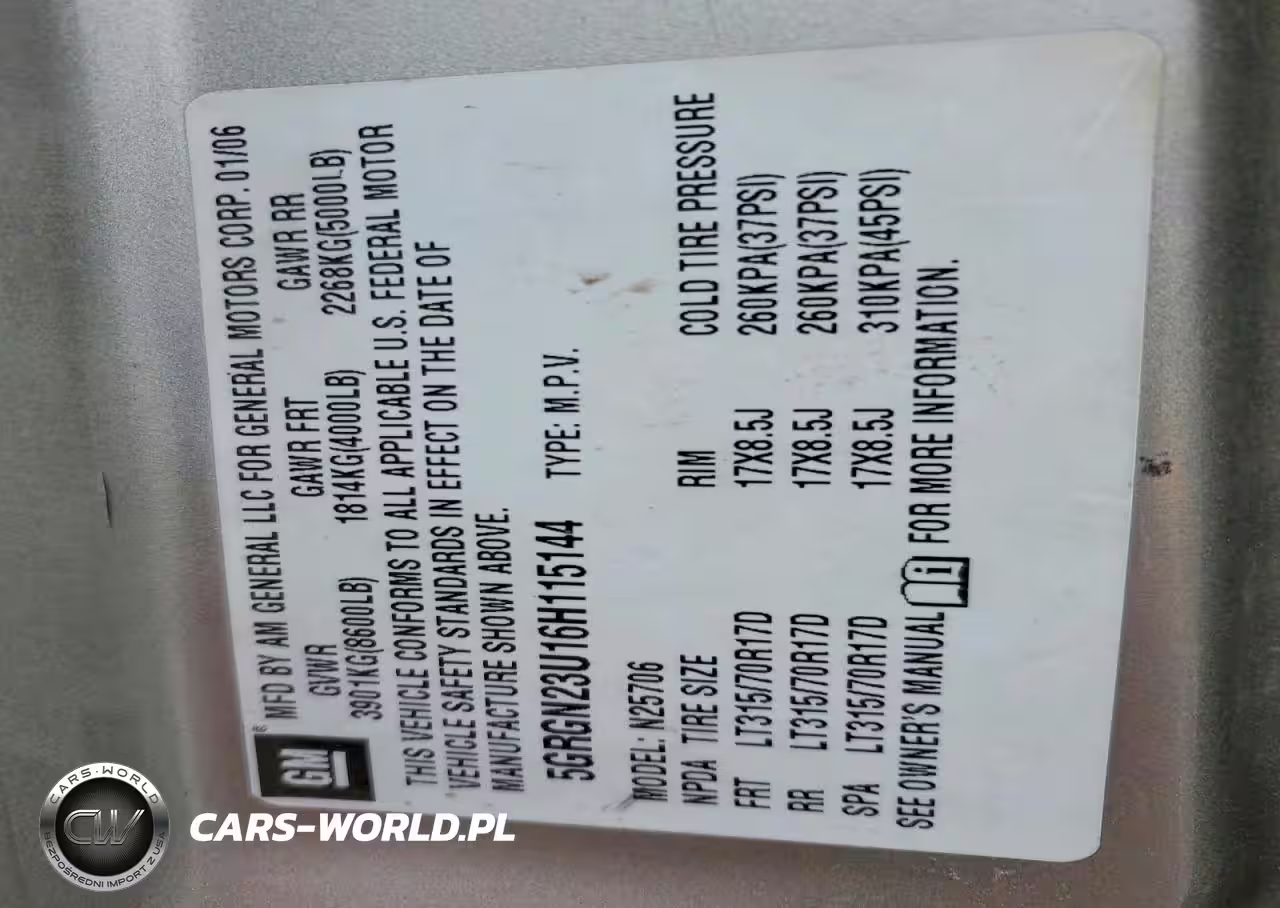 GM®
MFD BY AM GENERAL LLC FOR GENERAL MOTORS CORP. 01/06
GVWR GAWR FRT GAWR RR
3901KG(8600LB) 1814KG(4000LB) 2268KG(5000LB)
THIS VEHICLE CONFORMS TO ALL APPLICABLE U.S. FEDERAL MOTOR
VEHICLE SAFETY STANDARDS IN EFFECT ON THE DATE OF
MANUFACTURE SHOWN ABOVE.
5GRGN23U16H115144 TYPE: M.P.V.
MODEL: N25706
NPDA TIRE SIZE RIM COLD TIRE PRESSURE
FRT LT315/70R17D 17X8.5J 260KPA(37PSI)
RR LT315/70R17D 17X8.5J 260KPA(37PSI)
SPA LT315/70R17D 17X8.5J 310KPA(45PSI)
SEE OWNER'S MANUAL i FOR MORE INFORMATION.
CARS-WORLD
CW
BEZPOŚREDNI IMPORT Z USA
CARS-WORLD.PL